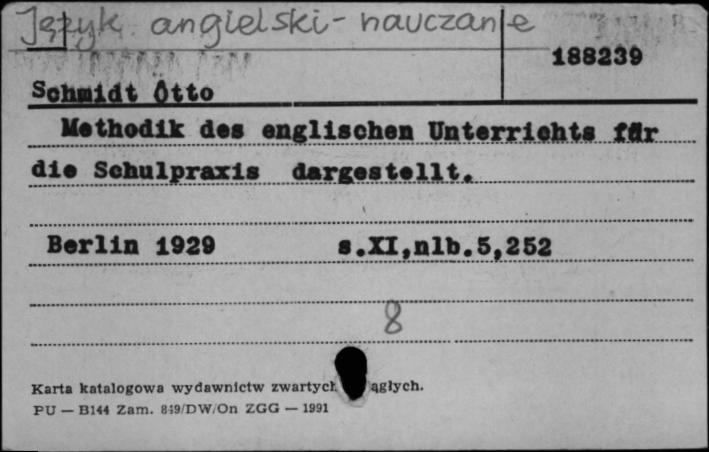 Język angielski - nauczanie
188239
Schmidt Otto
Methodik des englischen Unterrichts für
die Schulpraxis dargestellt.
Berlin 1929 s.XI,nlb.5,252
8
Karta katalogowa wydawnictw zwartych ągłych.
PU — B144 Zam. 849/DW/On ZGG — 1991